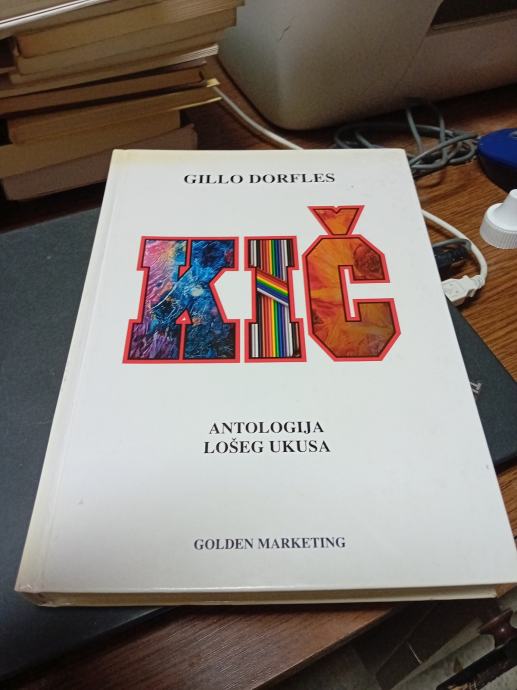 GILLO DORFLES
KIČ
ANTOLOGIJA
LOŠEG UKUSA
GOLDEN MARKETING